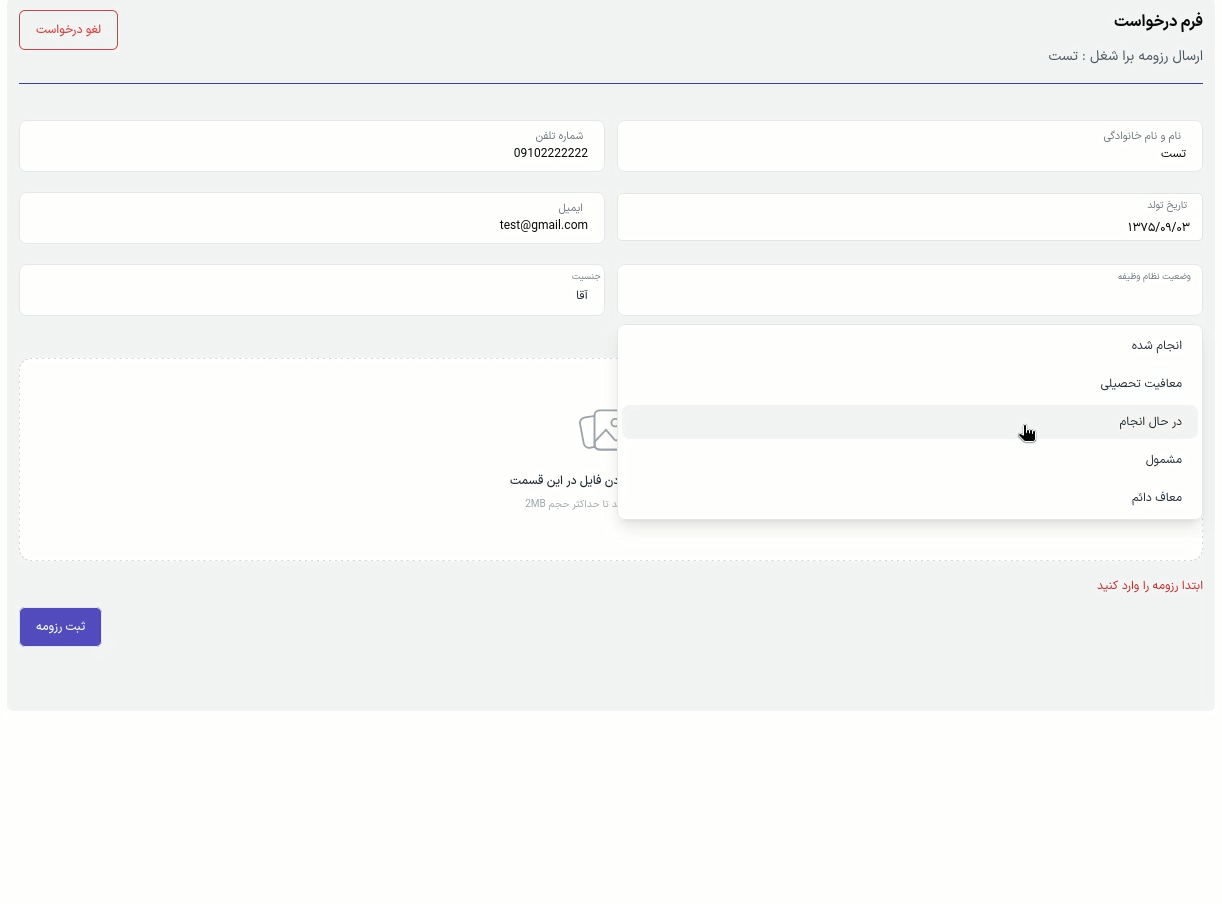 فرم درخواست
لغو درخواست
ارسال رزومه برا شغل : تست
نام و نام خانوادگی
تست
شماره تلفن
09102222222
تاریخ تولد
۱۳۷۵/۰۹/۰۳
ایمیل
test@gmail.com
وضعیت نظام وظیفه
جنسیت
آقا
انجام شده
معافیت تحصیلی
در حال انجام
مشمول
معاف دائم
دن فایل در این قسمت
د تا حداکثر حجم 2MB
ابتدا رزومه را وارد کنید
ثبت رزومه